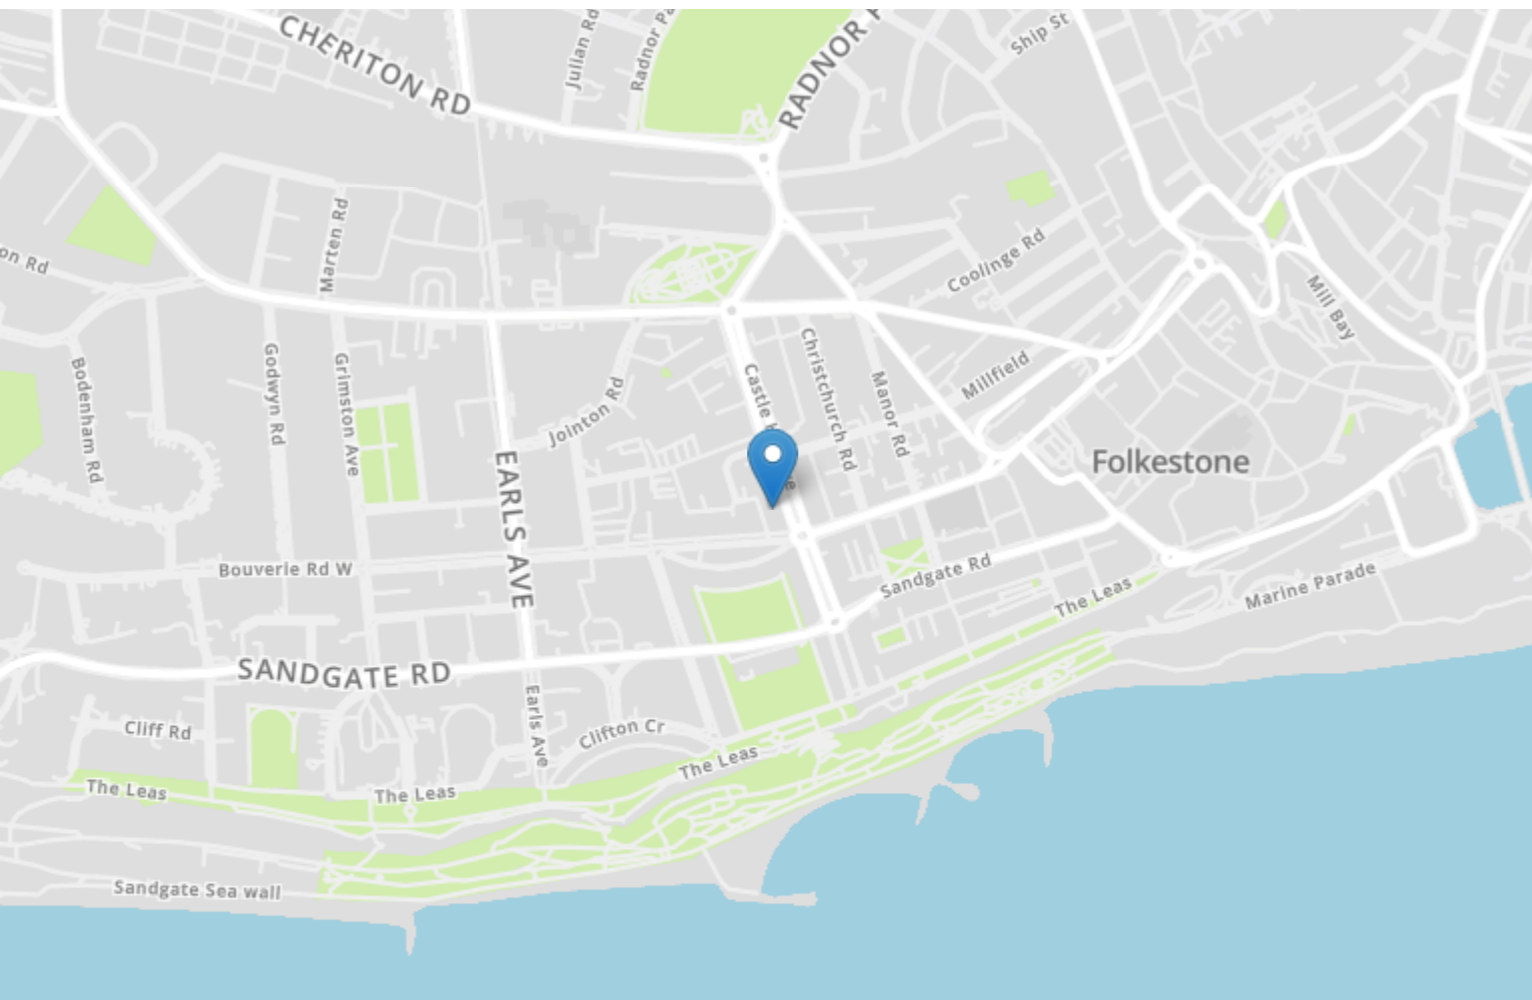 CHERITON RD
Julian Rd
Radnor
RADNOR
Ship St
on Rd
Marten Rd
Coolinge Rd
Mill Bay
Bodenham Rd
Godwyn Rd
Grimston Ave
Jointon Rd
Castle
Christchurch Rd
Manor Rd
Millfield
Folkestone
EARLS AVE
Bouverie Rd W
Sandgate Rd
The Leas
Marine Parade
SANDGATE RD
Earls Ave
Cliff Rd
Clifton Cr
The Leas
The Leas
The Leas
Sandgate Sea wall